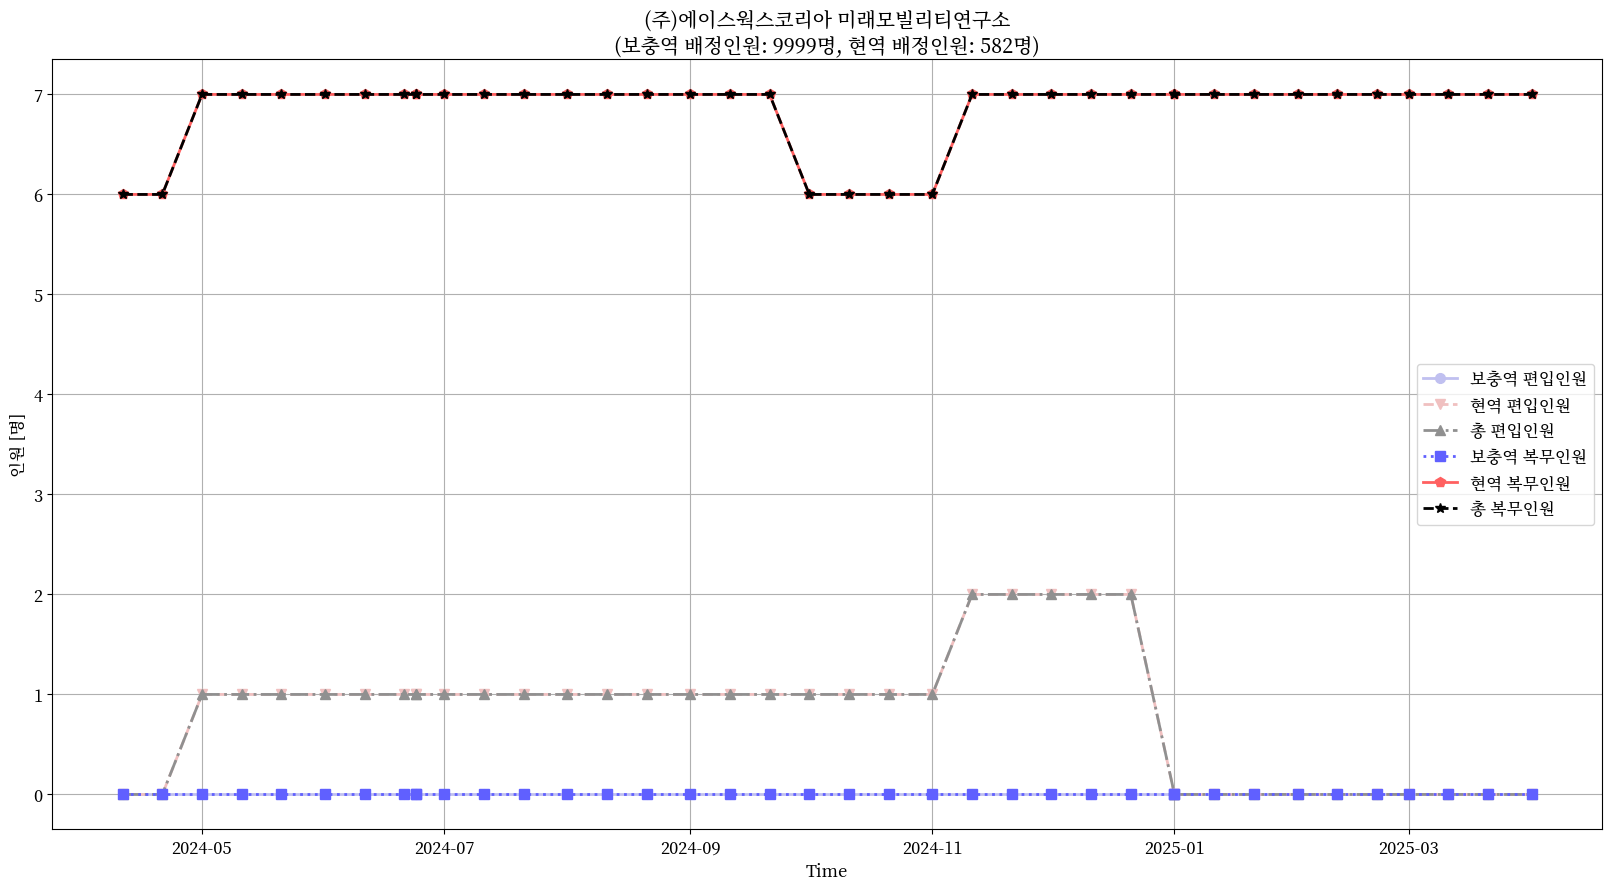 (주)에이스웍스코리아 미래모빌리티연구소
(보충역 배정인원: 9999명, 현역 배정인원: 582명)
인원 [명]
7
6
5
4
3
2
1
0
보충역 편입인원
현역 편입인원
총 편입인원
보충역 복무인원
현역 복무인원
총 복무인원
2024-05
2024-07
2024-09
2024-11
2025-01
2025-03
Time